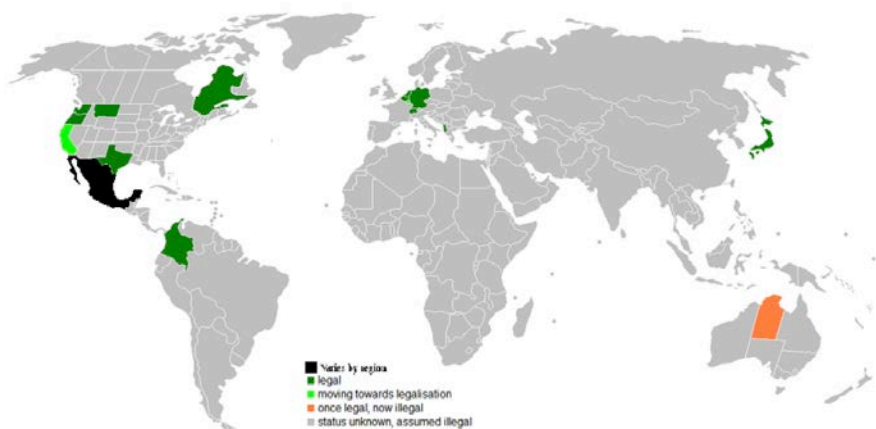 Varies by region
legal
moving towards legalisation
once legal, now illegal
status unknown, assumed illegal